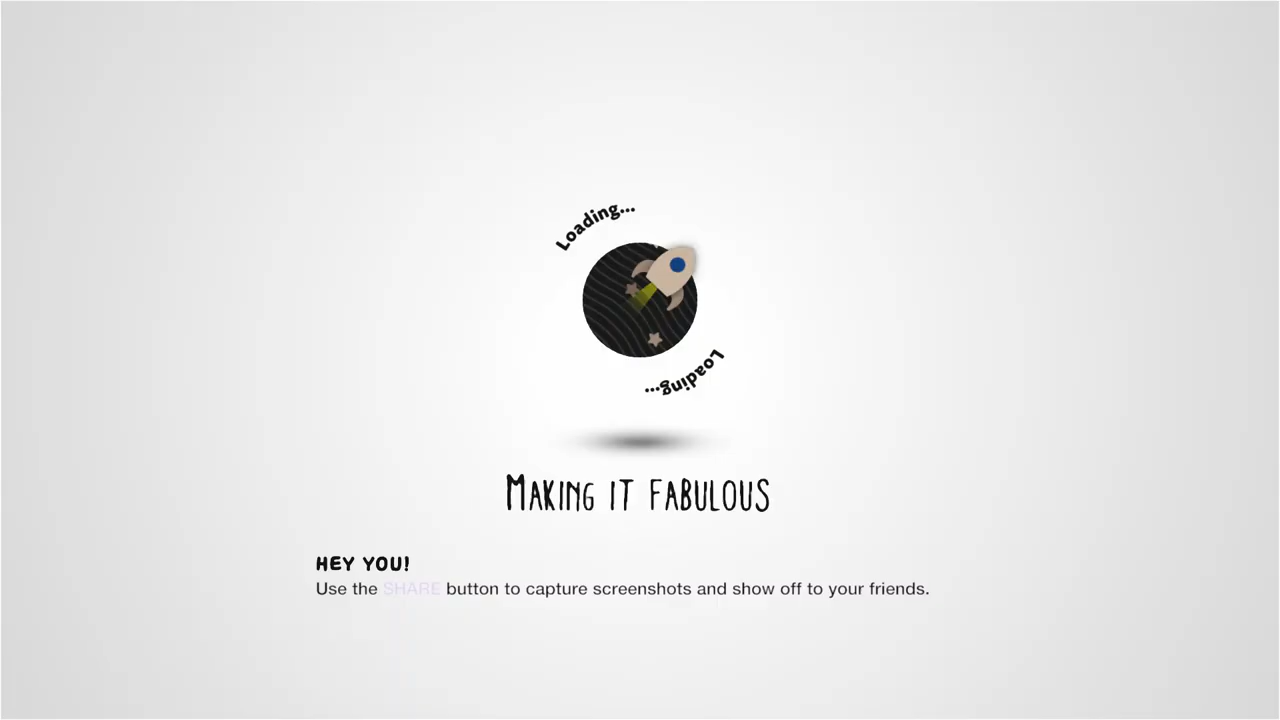 Loading...
Loading...
Making it fabulous
HEY YOU!
Use the SHARE button to capture screenshots and show off to your friends.